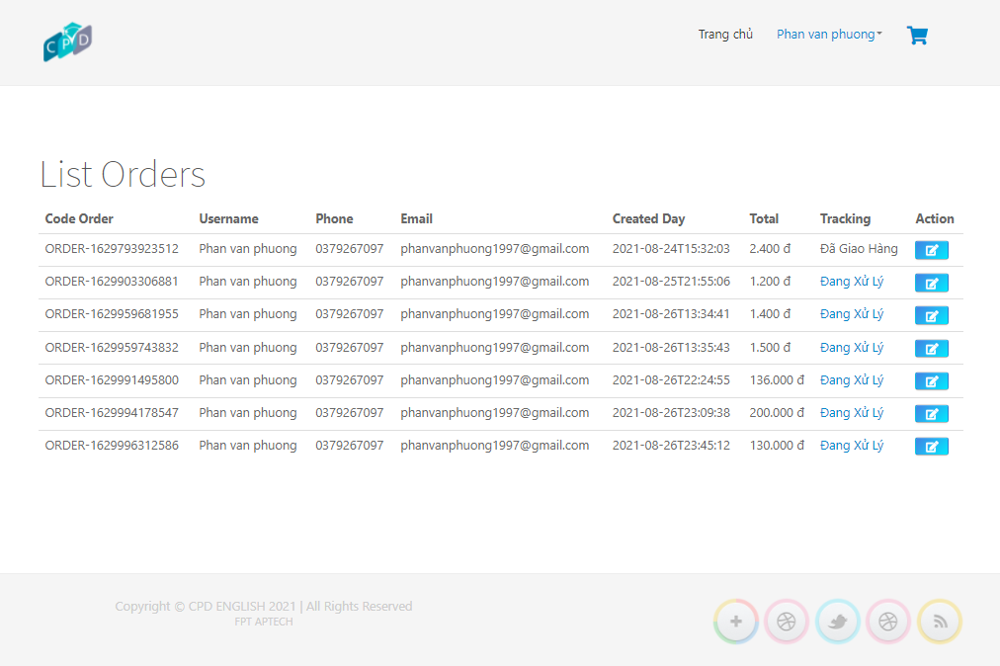 CPD
Trang chủ Phan van phuong
List Orders
Code Order Username Phone Email Created Day Total Tracking Action
ORDER-1629793923512 Phan van phuong 0379267097 phanvanphuong1997@gmail.com 2021-08-24T15:32:03 2.400 đ Đã Giao Hàng
ORDER-1629903306881 Phan van phuong 0379267097 phanvanphuong1997@gmail.com 2021-08-25T21:55:06 1.200 đ Đang Xử Lý
ORDER-1629959681955 Phan van phuong 0379267097 phanvanphuong1997@gmail.com 2021-08-26T13:34:41 1.400 đ Đang Xử Lý
ORDER-1629959743832 Phan van phuong 0379267097 phanvanphuong1997@gmail.com 2021-08-26T13:35:43 1.500 đ Đang Xử Lý
ORDER-1629991495800 Phan van phuong 0379267097 phanvanphuong1997@gmail.com 2021-08-26T22:24:55 136.000 đ Đang Xử Lý
ORDER-1629994178547 Phan van phuong 0379267097 phanvanphuong1997@gmail.com 2021-08-26T23:09:38 200.000 đ Đang Xử Lý
ORDER-1629996312586 Phan van phuong 0379267097 phanvanphuong1997@gmail.com 2021-08-26T23:45:12 130.000 đ Đang Xử Lý
Copyright © CPD ENGLISH 2021 | All Rights Reserved
FPT APTECH